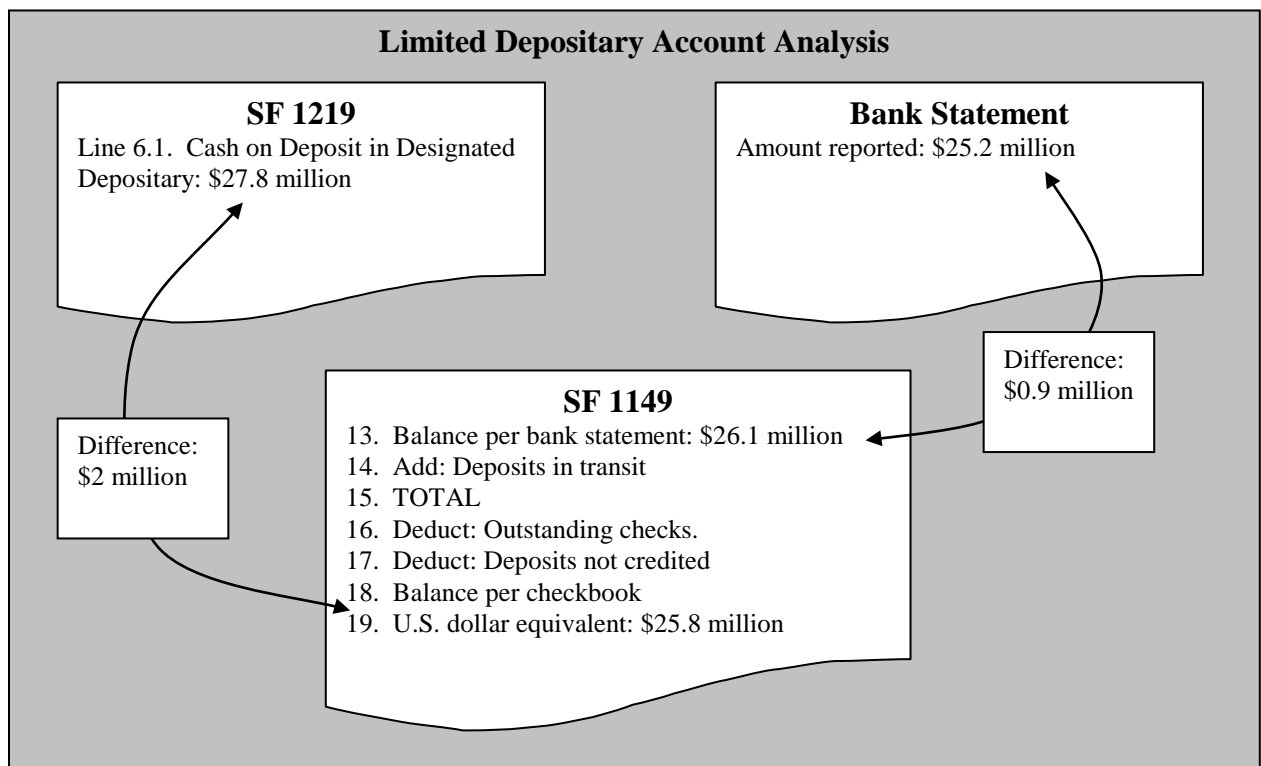 Limited Depositary Account Analysis
SF 1219
Line 6.1. Cash on Deposit in Designated
Depositary: $27.8 million
Bank Statement
Amount reported: $25.2 million
Difference:
$0.9 million
Difference:
$2 million
SF 1149
13. Balance per bank statement: $26.1 million
14. Add: Deposits in transit
15. TOTAL
16. Deduct: Outstanding checks.
17. Deduct: Deposits not credited
18. Balance per checkbook
19. U.S. dollar equivalent: $25.8 million